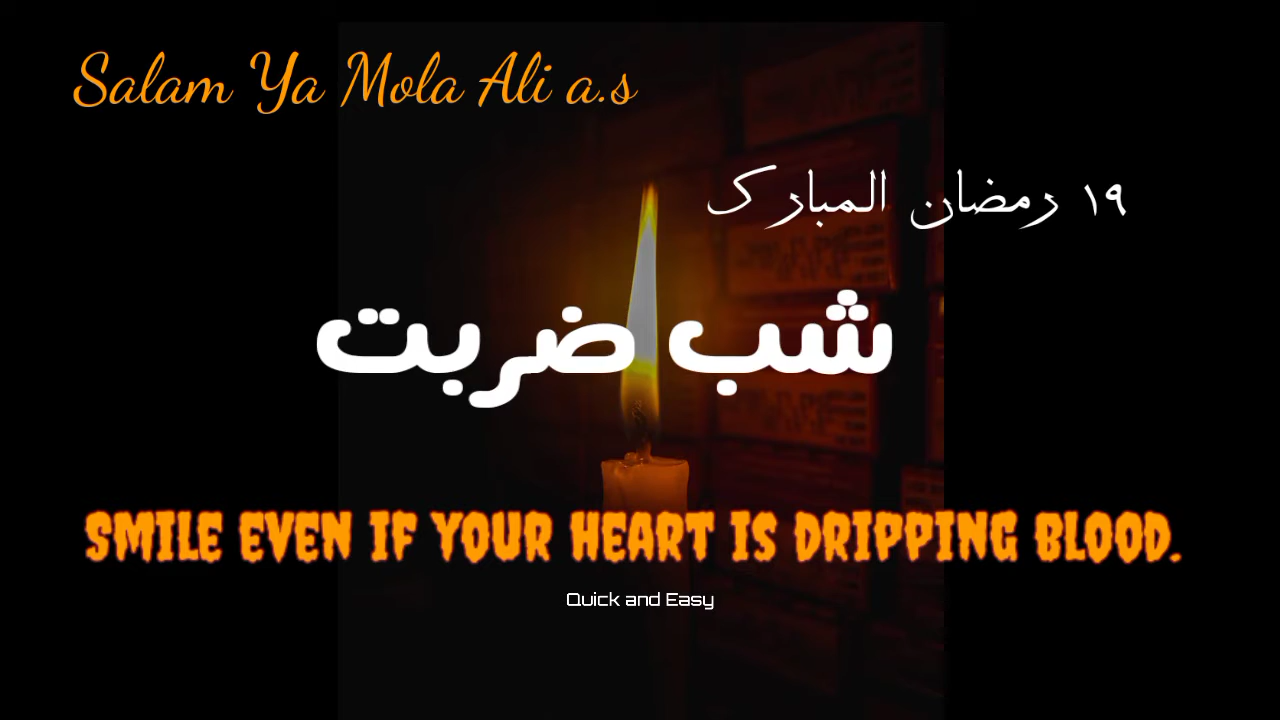 Salam Ya Mola Ali a.s
١٩ رمضان المبارک
شب ضربت
SMILE EVEN IF YOUR HEART IS DRIPPING BLOOD.
Quick and Easy